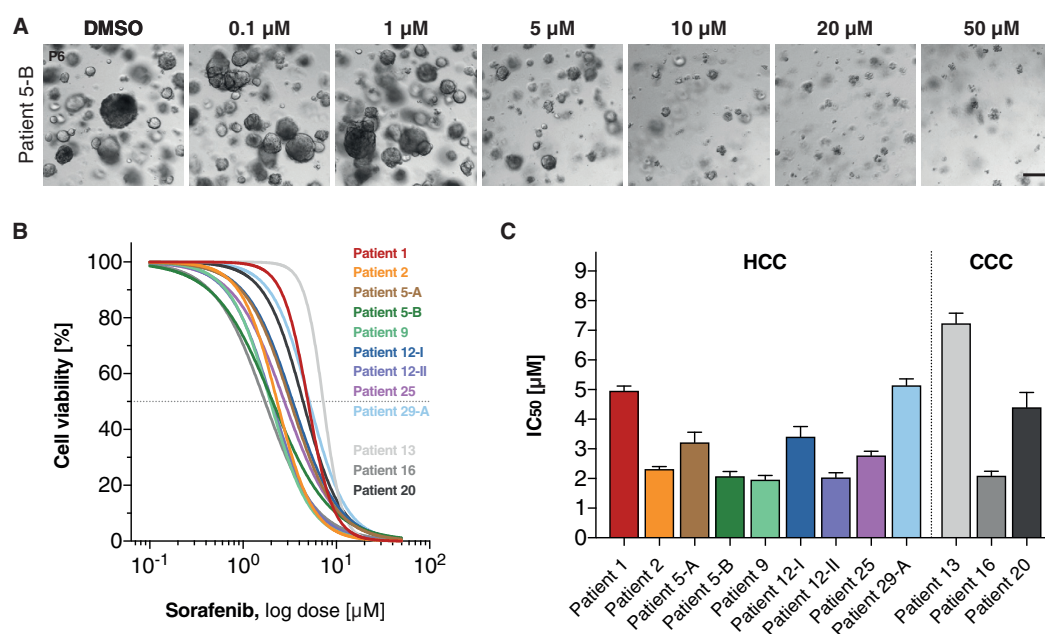 A
DMSO 0.1 µM 1 µM 5 µM 10 µM 20 µM 50 µM
Patient 5-B
P6
B
Cell viability [%]
100
80
60
40
20
0
10-1 100 101 102
Sorafenib, log dose [µM]
Patient 1
Patient 2
Patient 5-A
Patient 5-B
Patient 9
Patient 12-I
Patient 12-II
Patient 25
Patient 29-A
Patient 13
Patient 16
Patient 20
C
HCC CCC
IC50 [µM]
9
8
7
6
5
4
3
2
1
0
Patient 1
Patient 2
Patient 5-A
Patient 5-B
Patient 9
Patient 12-I
Patient 12-II
Patient 25
Patient 29-A
Patient 13
Patient 16
Patient 20